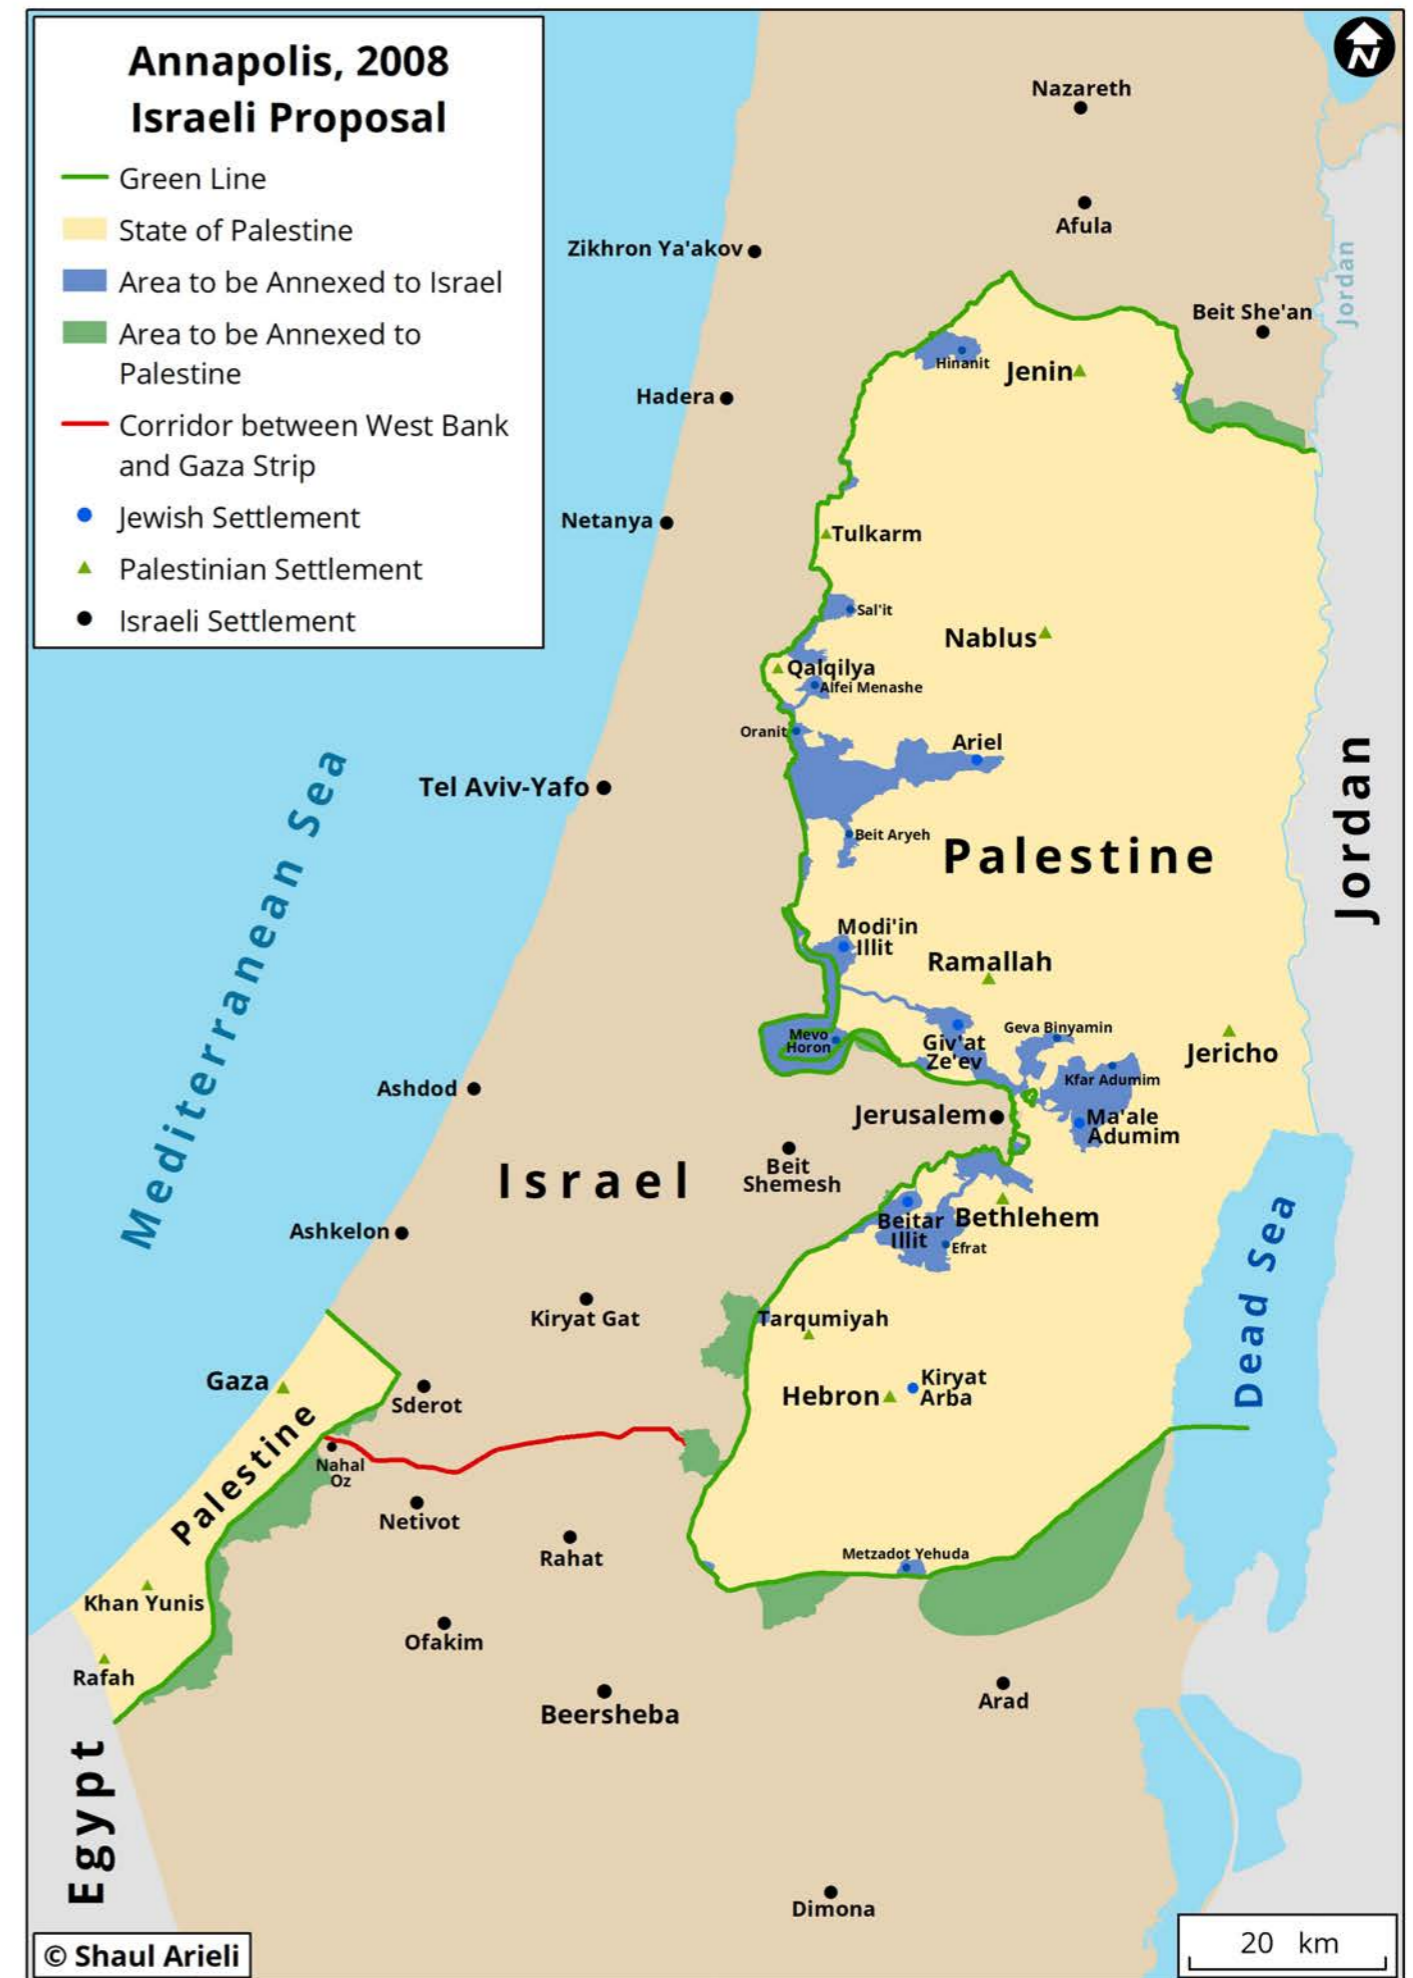 Annapolis, 2008
Israeli Proposal
Green Line
State of Palestine
Area to be Annexed to Israel
Area to be Annexed to
Palestine
Corridor between West Bank
and Gaza Strip
Jewish Settlement
Palestinian Settlement
Israeli Settlement
N
Nazareth
Afula
Zikhron Ya'akov
Jordan
Beit She'an
Hinanit
Jenin
Hadera
Netanya
Tulkarm
Sal'it
Nablus
Qalqilya
Alfei Menashe
Oranit
Ariel
Tel Aviv-Yafo
Beit Aryeh
Palestine
Jordan
Mediterranean Sea
Modi'in
Illit
Ramallah
Geva Binyamin
Mevo
Horon
Giv'at
Ze'ev
Jericho
Kfar Adumim
Ashdod
Jerusalem
Ma'ale
Adumim
Beit
Shemesh
Israel
Beitar
Illit
Bethlehem
Efrat
Ashkelon
Dead Sea
Kiryat Gat
Tarqumiyah
Gaza
Sderot
Hebron
Kiryat
Arba
Palestine
Nahal
Oz
Netivot
Rahat
Metzadot Yehuda
Khan Yunis
Ofakim
Rafah
Beersheba
Arad
Egypt
Dimona
© Shaul Arieli
20 km